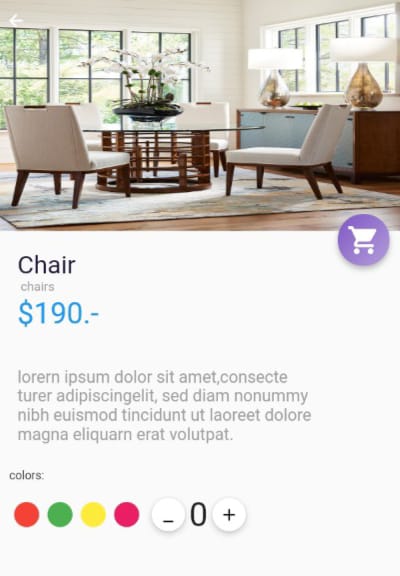 Chair
chairs
$190.-
lorern ipsum dolor sit amet,consecte
turer adipiscingelit, sed diam nonummy
nibh euismod tincidunt ut laoreet dolore
magna eliquarn erat volutpat.
colors:
_ 0 +